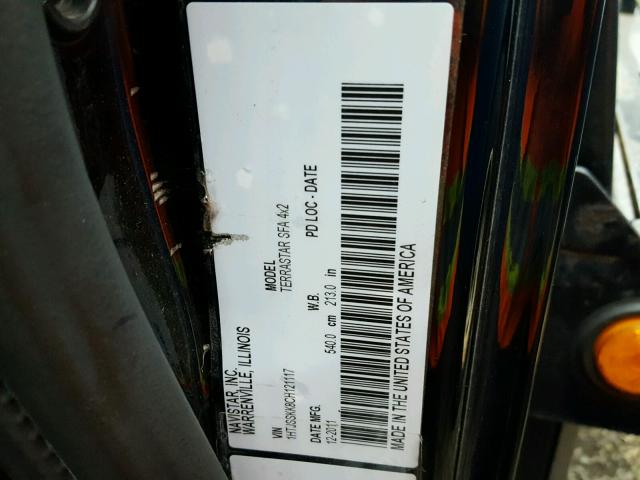 NAVISTAR, INC.
WARRENVILLE, ILLINOIS
MODEL
TERRASTAR SFA 4x2
VIN
1HTJSSKK8CH121117
W.B.
PD LOC - DATE
DATE MFG.
12-2011
540.0 cm 213.0 in
MADE IN THE UNITED STATES OF AMERICA